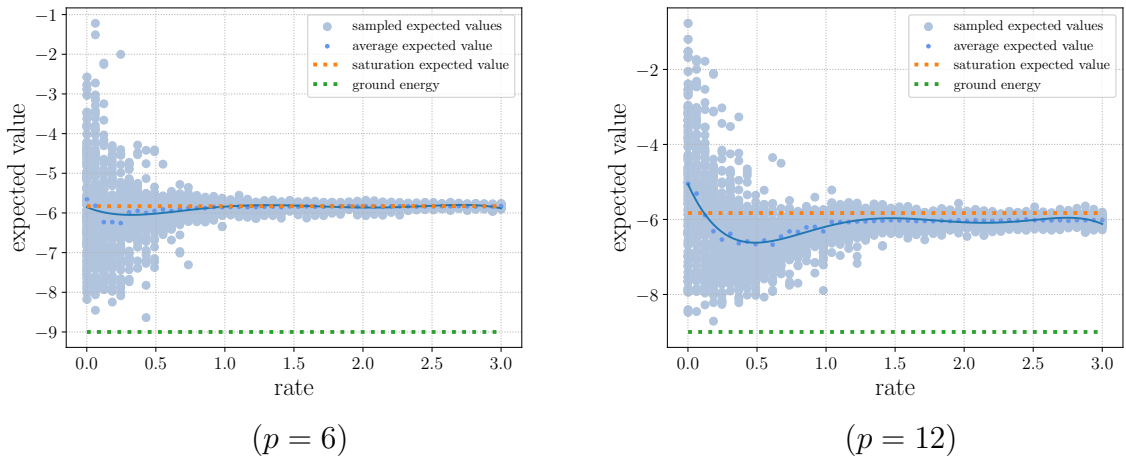 sampled expected values
average expected value
saturation expected value
ground energy
expected value
−1
−2
−3
−4
−5
−6
−7
−8
−9
0.0 0.5 1.0 1.5 2.0 2.5 3.0
rate
(p = 6)
sampled expected values
average expected value
saturation expected value
ground energy
expected value
−2
−4
−6
−8
0.0 0.5 1.0 1.5 2.0 2.5 3.0
rate
(p = 12)